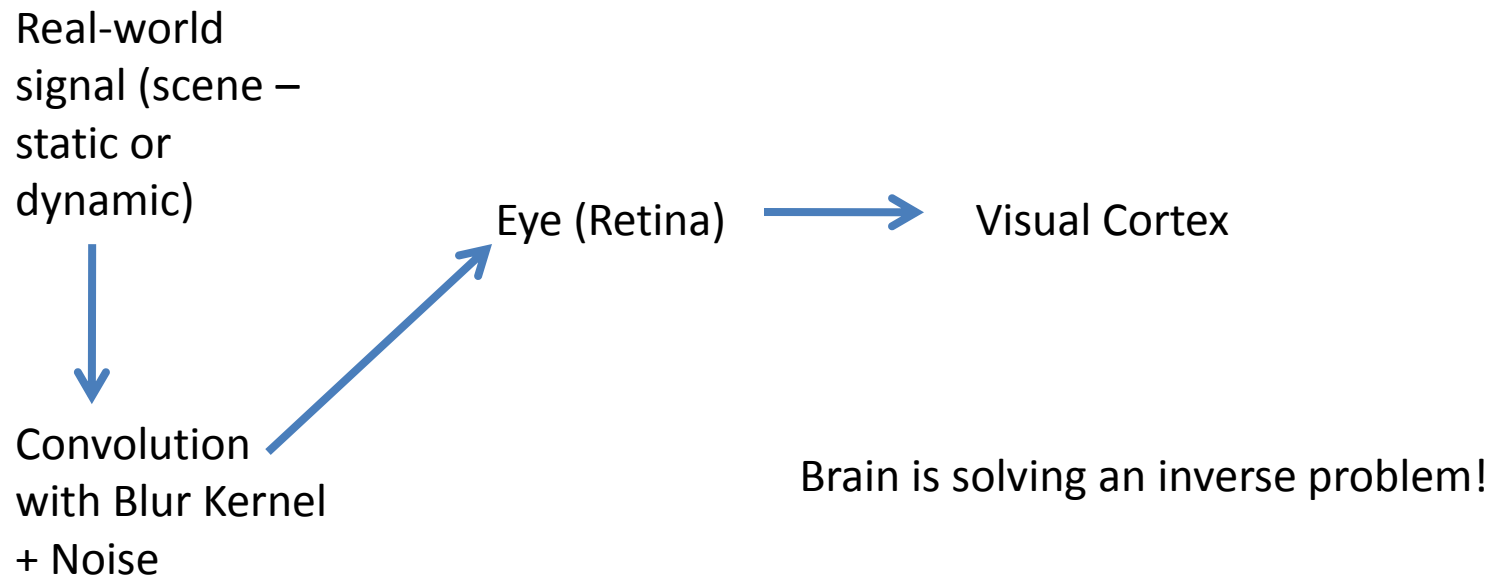 Real-world
signal (scene –
static or
dynamic)
Eye (Retina)
Visual Cortex
Convolution
with Blur Kernel
+ Noise
Brain is solving an inverse problem!